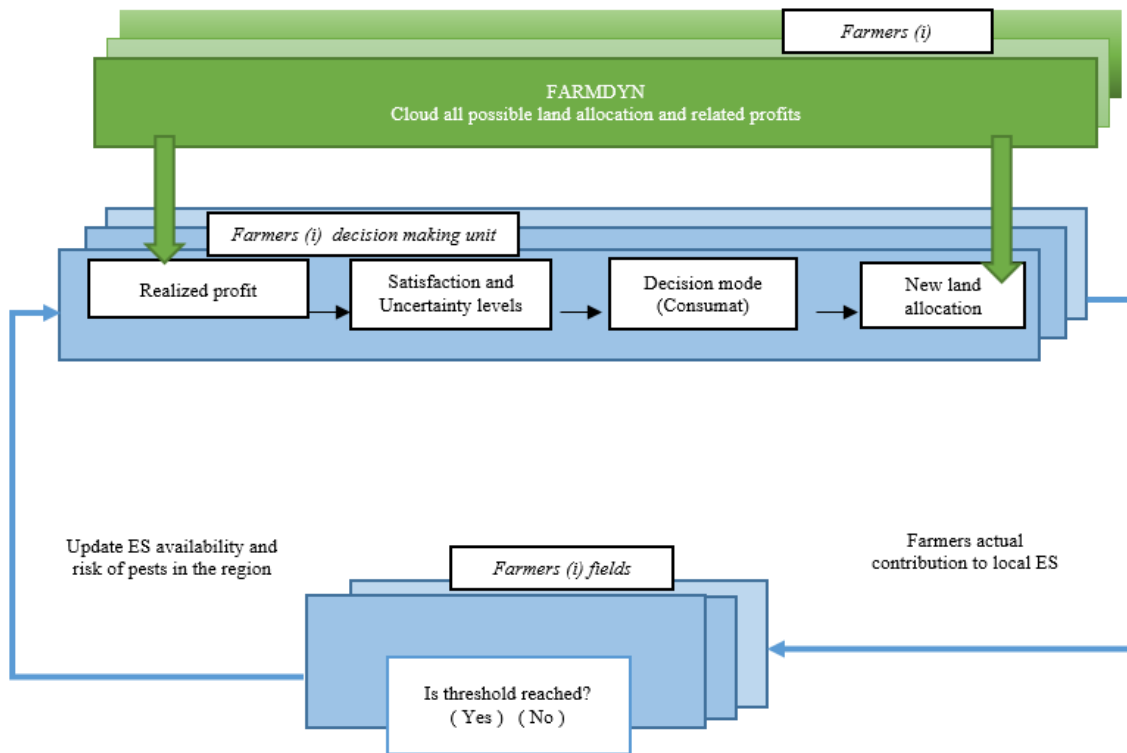 Farmers (i)
FARMDYN
Cloud all possible land allocation and related profits
Farmers (i) decision making unit
Realized profit
Satisfaction and
Uncertainty levels
Decision mode
(Consumat)
New land
allocation
Update ES availability and
risk of pests in the region
Farmers actual
contribution to local ES
Farmers (i) fields
Is threshold reached?
( Yes ) ( No )